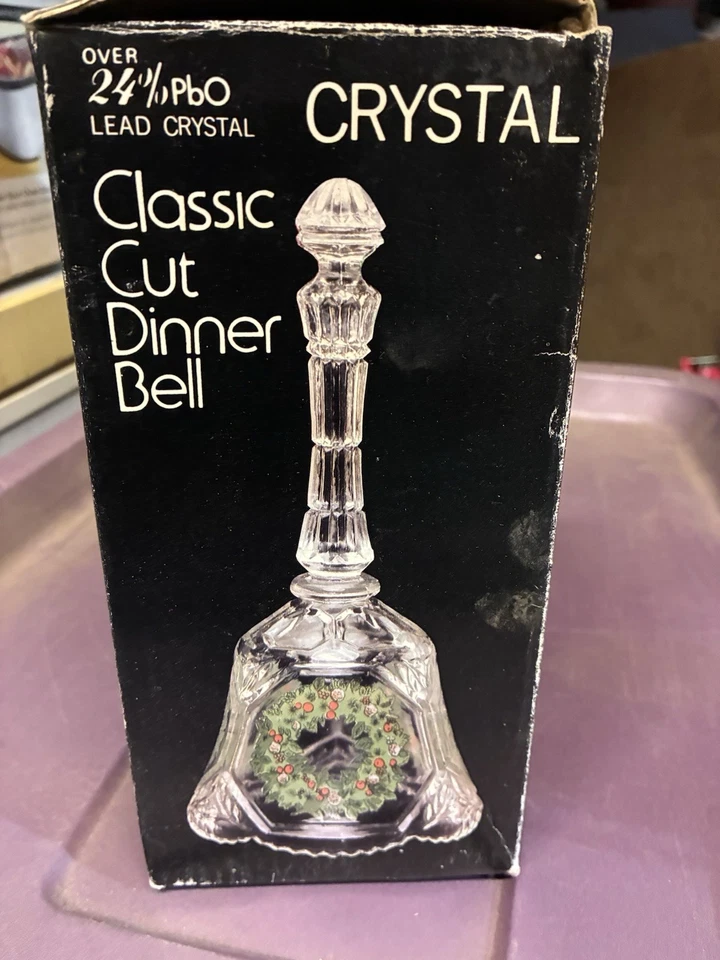 OVER
24% PbO
LEAD CRYSTAL
CRYSTAL
Classic
Cut
Dinner
Bell